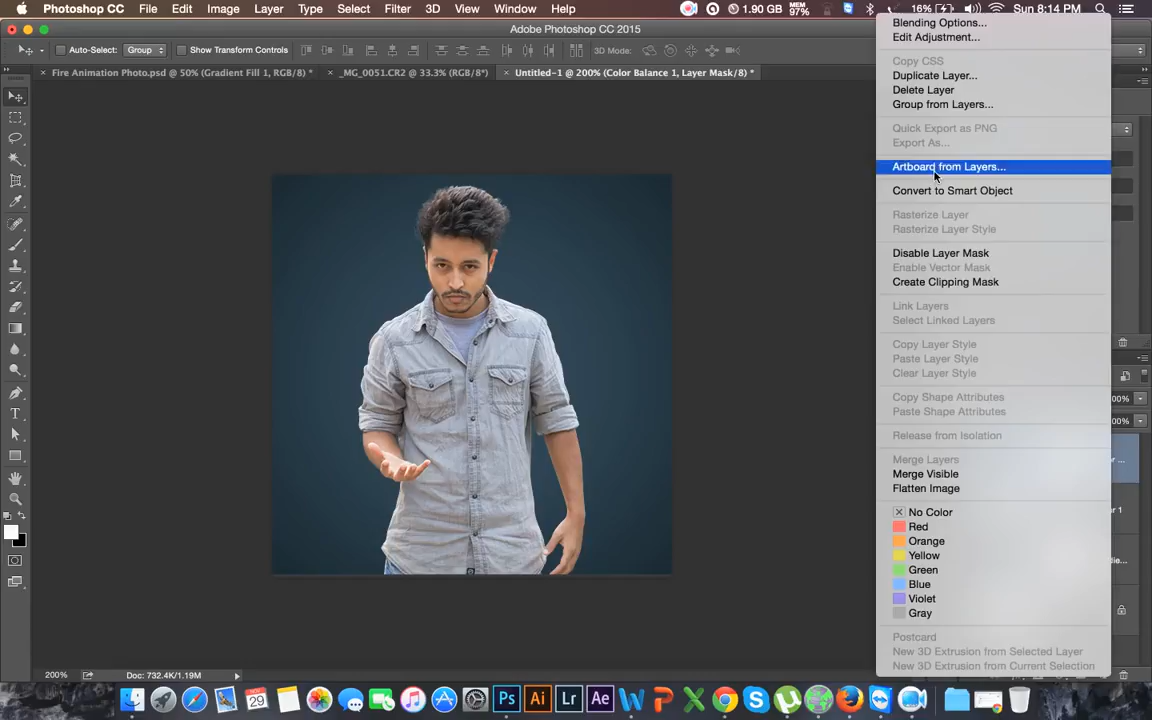 Photoshop CC File Edit Image Layer Type Select Filter 3D View Window Help 1.90 GB MEM 97% 16% Sun 8:14 PM
Adobe Photoshop CC 2015
Auto-Select: Group Show Transform Controls 3D Mode:
Fire Animation Photo.psd @ 50% (Gradient Fill 1, RGB/8) * _MG_0051.CR2 @ 33.3% (RGB/8*) Untitled-1 @ 200% (Color Balance 1, Layer Mask/8) *
Blending Options...
Edit Adjustment...
Copy CSS
Duplicate Layer...
Delete Layer
Group from Layers...
Quick Export as PNG
Export As...
Artboard from Layers...
Convert to Smart Object
Rasterize Layer
Rasterize Layer Style
Disable Layer Mask
Enable Vector Mask
Create Clipping Mask
Link Layers
Select Linked Layers
Copy Layer Style
Paste Layer Style
Clear Layer Style
Copy Shape Attributes
Paste Shape Attributes
Release from Isolation
Merge Layers
Merge Visible
Flatten Image
No Color
Red
Orange
Yellow
Green
Blue
Violet
Gray
Postcard
New 3D Extrusion from Selected Layer
New 3D Extrusion from Current Selection
200% Doc: 732.4K/1.19M